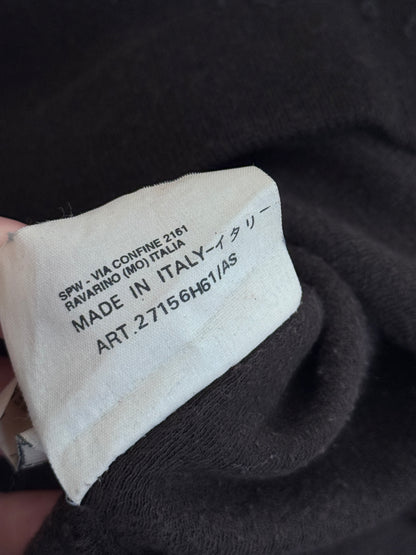 SPW - VIA CONFINE 2161
RAVARINO (MO) ITALIA
MADE IN ITALY-イタリー
ART.27156H61/AS